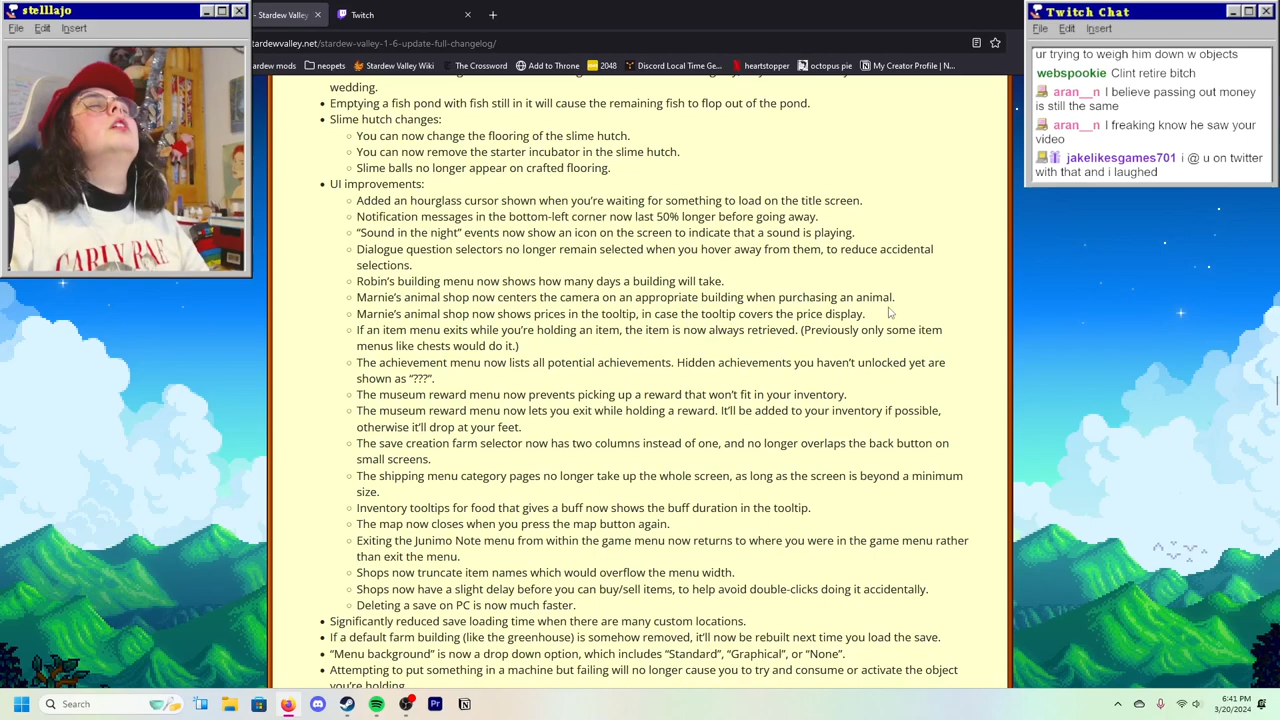 stelllajo
File Edit Insert
CARLY RAE
- Stardew Valley
Twitch
tardewvalley.net/stardew-valley-1-6-update-full-changelog/
ardew mods
neopets
Stardew Valley Wiki
The Crossword
Add to Throne
2048
Discord Local Time Ge...
heartstopper
octopus pie
My Creator Profile | N...
wedding.
Emptying a fish pond with fish still in it will cause the remaining fish to flop out of the pond.
Slime hutch changes:
You can now change the flooring of the slime hutch.
You can now remove the starter incubator in the slime hutch.
Slime balls no longer appear on crafted flooring.
UI improvements:
Added an hourglass cursor shown when you're waiting for something to load on the title screen.
Notification messages in the bottom-left corner now last 50% longer before going away.
“Sound in the night” events now show an icon on the screen to indicate that a sound is playing.
Dialogue question selectors no longer remain selected when you hover away from them, to reduce accidental
selections.
Robin's building menu now shows how many days a building will take.
Marnie's animal shop now centers the camera on an appropriate building when purchasing an animal.
Marnie's animal shop now shows prices in the tooltip, in case the tooltip covers the price display.
If an item menu exits while you're holding an item, the item is now always retrieved. (Previously only some item
menus like chests would do it.)
The achievement menu now lists all potential achievements. Hidden achievements you haven't unlocked yet are
shown as “???”.
The museum reward menu now prevents picking up a reward that won't fit in your inventory.
The museum reward menu now lets you exit while holding a reward. It'll be added to your inventory if possible,
otherwise it'll drop at your feet.
The save creation farm selector now has two columns instead of one, and no longer overlaps the back button on
small screens.
The shipping menu category pages no longer take up the whole screen, as long as the screen is beyond a minimum
size.
Inventory tooltips for food that gives a buff now shows the buff duration in the tooltip.
The map now closes when you press the map button again.
Exiting the Junimo Note menu from within the game menu now returns to where you were in the game menu rather
than exit the menu.
Shops now truncate item names which would overflow the menu width.
Shops now have a slight delay before you can buy/sell items, to help avoid double-clicks doing it accidentally.
Deleting a save on PC is now much faster.
Significantly reduced save loading time when there are many custom locations.
If a default farm building (like the greenhouse) is somehow removed, it'll now be rebuilt next time you load the save.
“Menu background” is now a drop down option, which includes “Standard”, “Graphical”, or “None”.
Attempting to put something in a machine but failing will no longer cause you to try and consume or activate the object
you're holding
Twitch Chat
File Edit Insert
ur trying to weigh him down w objects
webspookie Clint retire bitch
aran__n I believe passing out money
is still the same
aran__n I freaking know he saw your
video
jakelikesgames701 i @ u on twitter
with that and i laughed
Search
Pr
6:41 PM
3/20/2024